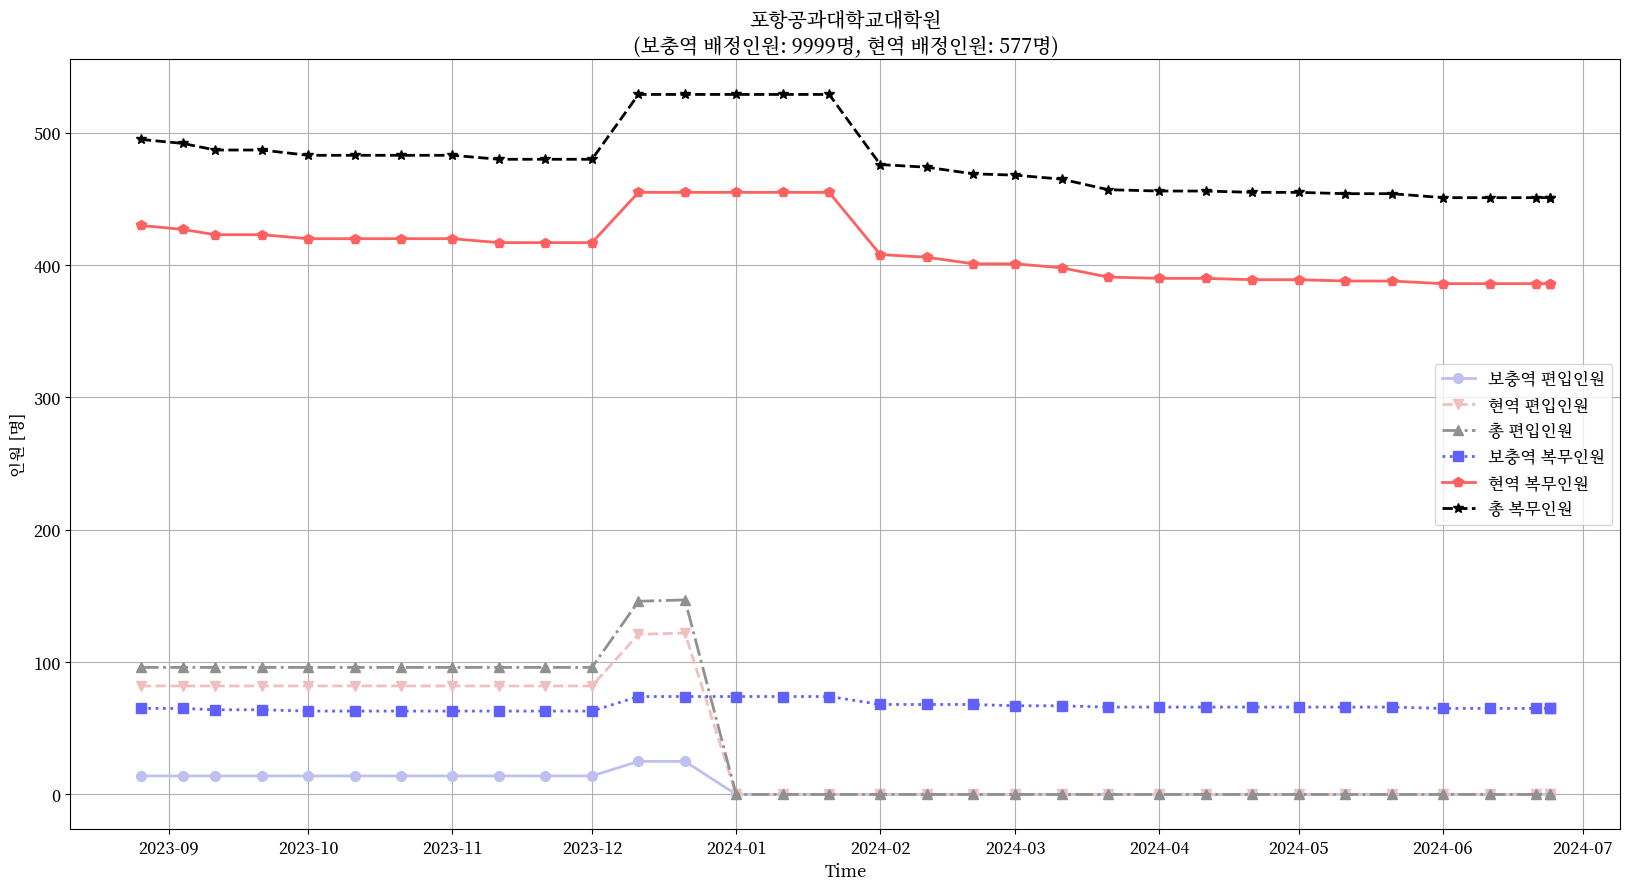 포항공과대학교대학원
(보충역 배정인원: 9999명, 현역 배정인원: 577명)
인원 [명]
500
400
300
200
100
0
보충역 편입인원
현역 편입인원
총 편입인원
보충역 복무인원
현역 복무인원
총 복무인원
2023-09
2023-10
2023-11
2023-12
2024-01
2024-02
2024-03
2024-04
2024-05
2024-06
2024-07
Time